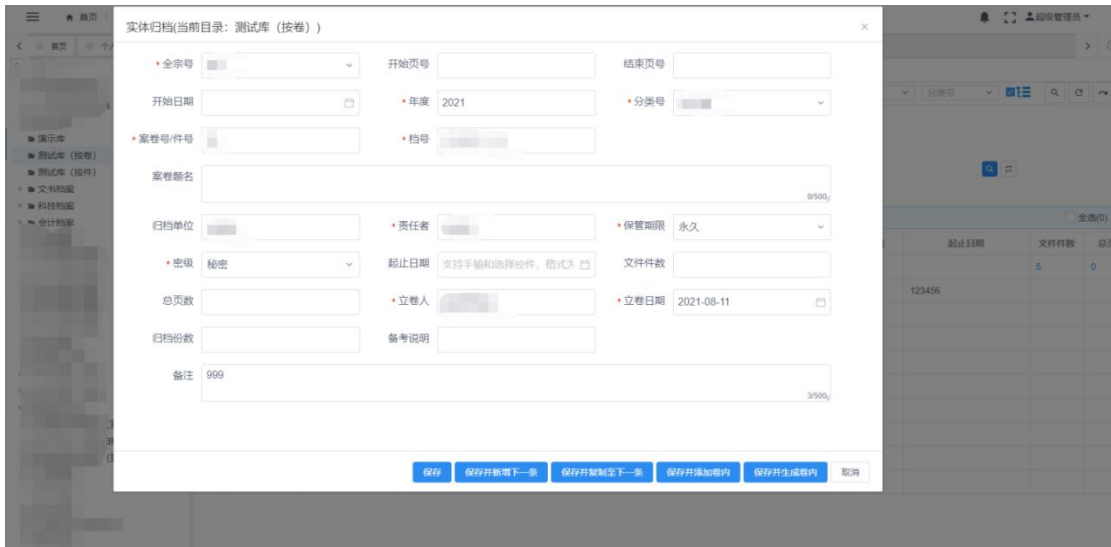 首页
超级管理员
首页
实体归档(当前目录：测试库（按卷）)
* 全宗号
开始页号
结束页号
开始日期
* 年度 2021
* 分类号
* 案卷号/件号
* 档号
案卷题名
0/500
归档单位
* 责任者
* 保管期限 永久
* 密级 秘密
起止日期 支持手输和选择控件，格式为
文件件数
总页数
* 立卷人
* 立卷日期 2021-08-11
归档份数
备考说明
备注 999
3/500
保存 保存并新增下一条 保存并复制至下一条 保存并添加卷内 保存并生成卷内 取消
演示库
测试库（按卷）
测试库（按件）
文书档案
科技档案
会计档案
分类号
全选(0)
起止日期 文件件数
5 0
123456